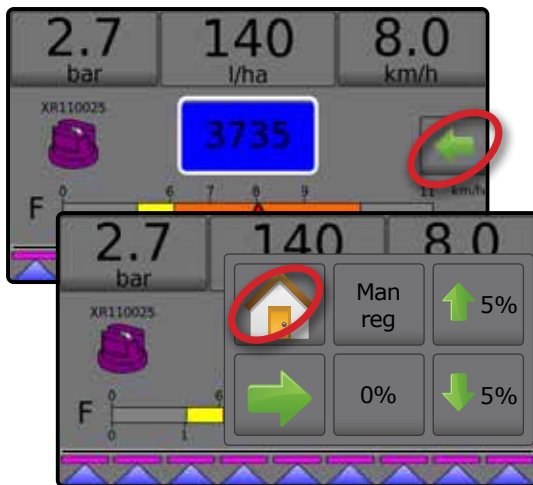 2.7 140 8.0
bar l/ha km/h
XR110025
3735
0 6 7 8 9 11 km/h
F
2.7 140 8.0
bar
Man
reg
5%
XR110025
0% 5%
0 6
F
0 1